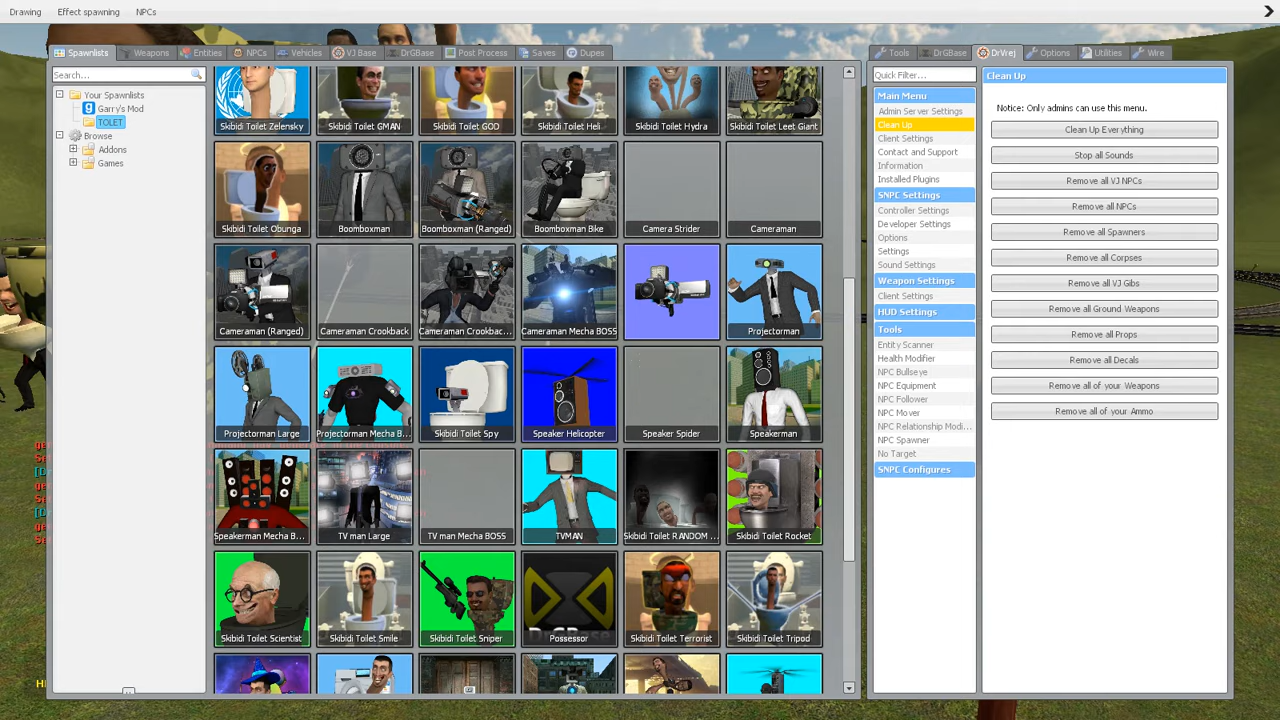 Drawing Effect spawning NPCs
Spawnlists Weapons Entities NPCs Vehicles VJ Base DrGBase Post Process Saves Dupes
Tools DrGBase DrVrej Options Utilities Wire
Search...
Your Spawnlists
Garry's Mod
TOLET
Browse
Addons
Games
Skibidi Toilet Zelensky Skibidi Toilet GMAN Skibidi Toilet GOD Skibidi Toilet Heli Skibidi Toilet Hydra Skibidi Toilet Leet Giant
Skibidi Toilet Obunga Boomboxman Boomboxman (Ranged) Boomboxman Bike Camera Strider Cameraman
Cameraman (Ranged) Cameraman Crookback Cameraman Crookbac... Cameraman Mecha BOSS Projectorman
Projectorman Large Projectorman Mecha B... Skibidi Toilet Spy Speaker Helicopter Speaker Spider Speakerman
Speakerman Mecha B... TV man Large TV man Mecha BOSS TVMAN Skibidi Toilet RANDOM ... Skibidi Toilet Rocket
Skibidi Toilet Scientist Skibidi Toilet Smile Skibidi Toilet Sniper Possessor Skibidi Toilet Terrorist Skibidi Toilet Tripod
Quick Filter...
Main Menu
Admin Server Settings
Clean Up
Client Settings
Contact and Support
Information
Installed Plugins
SNPC Settings
Controller Settings
Developer Settings
Options
Settings
Sound Settings
Weapon Settings
Client Settings
HUD Settings
Tools
Entity Scanner
Health Modifier
NPC Bullseye
NPC Equipment
NPC Follower
NPC Mover
NPC Relationship Modi...
NPC Spawner
No Target
SNPC Configures
Clean Up
Notice: Only admins can use this menu.
Clean Up Everything
Stop all Sounds
Remove all VJ NPCs
Remove all NPCs
Remove all Spawners
Remove all Corpses
Remove all VJ Gibs
Remove all Ground Weapons
Remove all Props
Remove all Decals
Remove all of your Weapons
Remove all of your Ammo